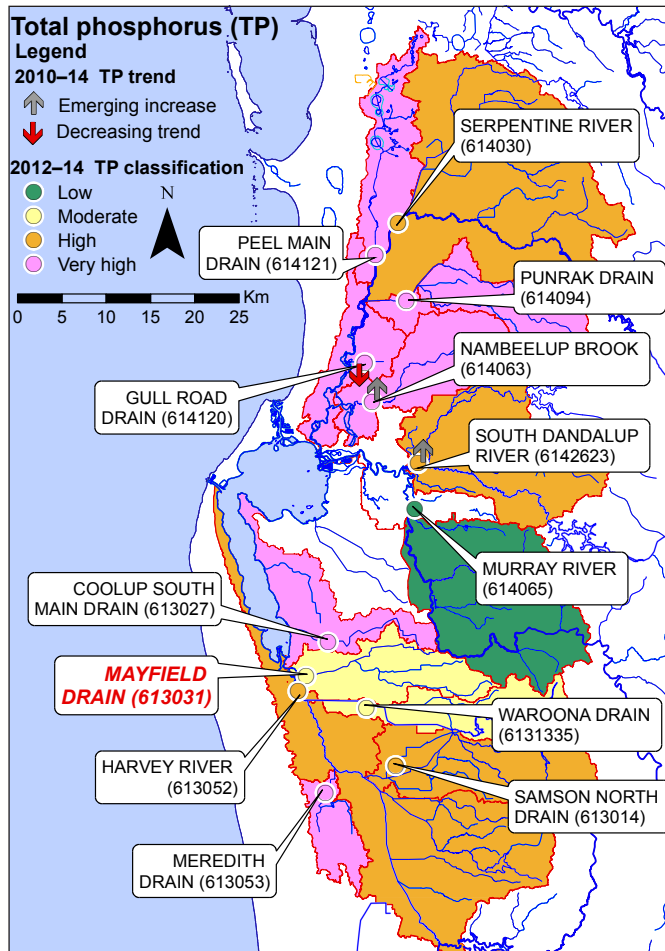 Total phosphorus (TP)
Legend
2010–14 TP trend
Emerging increase
Decreasing trend
2012–14 TP classification
Low
Moderate
High
Very high
N
Km
0 5 10 15 20 25
SERPENTINE RIVER
(614030)
PEEL MAIN
DRAIN (614121)
PUNRAK DRAIN
(614094)
NAMBEELUP BROOK
(614063)
GULL ROAD
DRAIN (614120)
SOUTH DANDALUP
RIVER (6142623)
MURRAY RIVER
(614065)
COOLUP SOUTH
MAIN DRAIN (613027)
MAYFIELD
DRAIN (613031)
WAROONA DRAIN
(6131335)
HARVEY RIVER
(613052)
SAMSON NORTH
DRAIN (613014)
MEREDITH
DRAIN (613053)